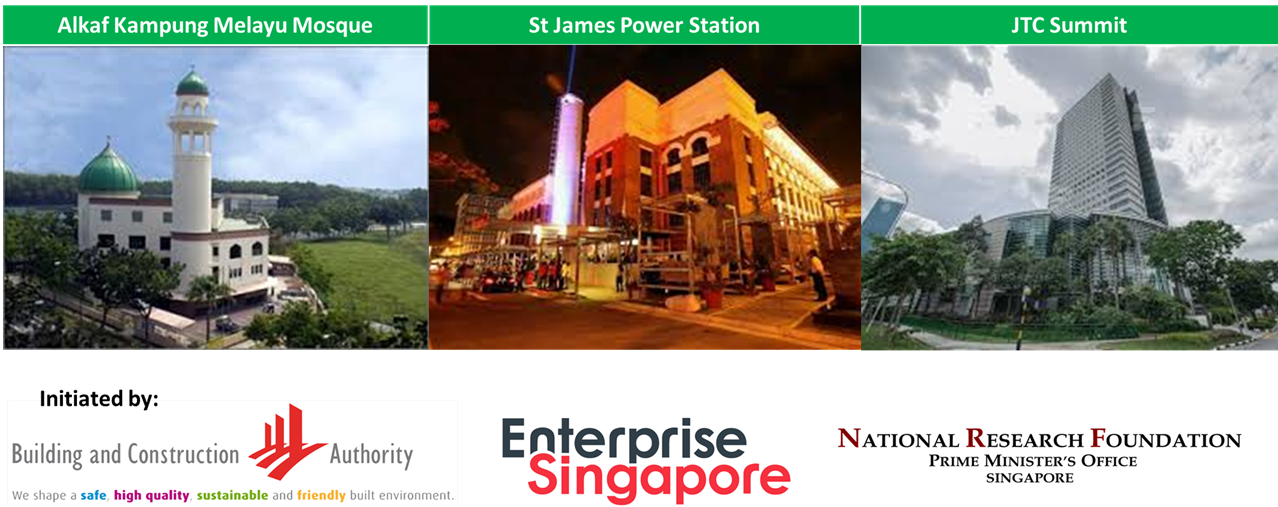 Alkaf Kampung Melayu Mosque
St James Power Station
JTC Summit
Initiated by:
Building and Construction Authority
We shape a safe, high quality, sustainable and friendly built environment.
Enterprise
Singapore
NATIONAL RESEARCH FOUNDATION
PRIME MINISTER'S OFFICE
SINGAPORE